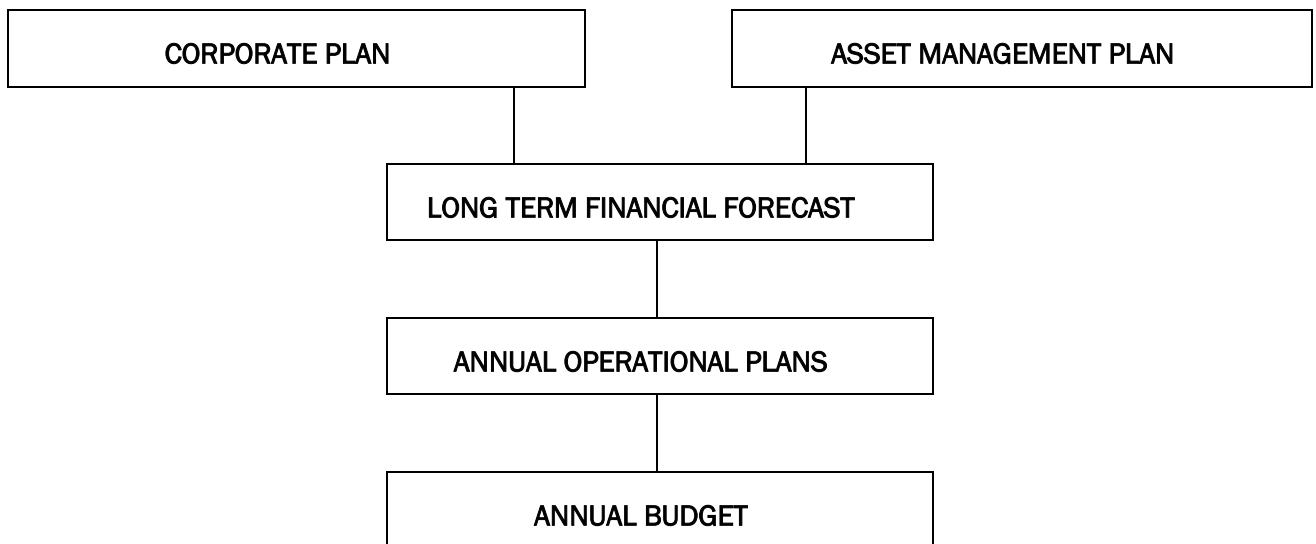 CORPORATE PLAN
ASSET MANAGEMENT PLAN
LONG TERM FINANCIAL FORECAST
ANNUAL OPERATIONAL PLANS
ANNUAL BUDGET